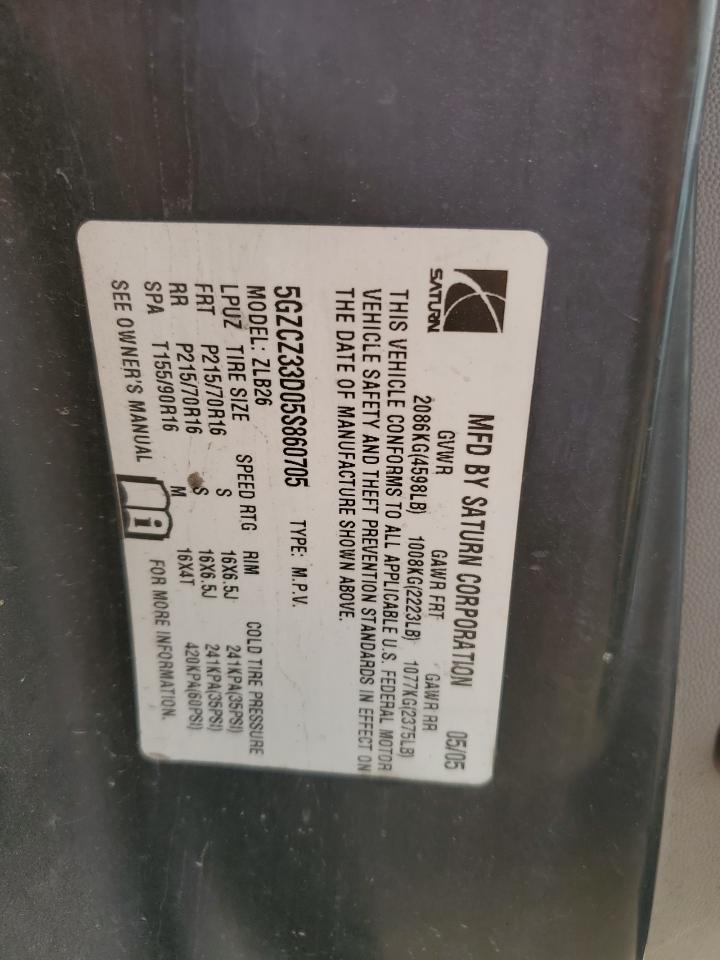 SATURN
MFD BY SATURN CORPORATION 05/05
GVWR GAWR FRT GAWR RR
2086KG(4598LB) 1008KG(2223LB) 1077KG(2375LB)
THIS VEHICLE CONFORMS TO ALL APPLICABLE U.S. FEDERAL MOTOR
VEHICLE SAFETY AND THEFT PREVENTION STANDARDS IN EFFECT ON
THE DATE OF MANUFACTURE SHOWN ABOVE.
5GZCZ33D05S860705 TYPE: M.P.V.
MODEL: ZLB26
LPUZ TIRE SIZE SPEED RTG RIM COLD TIRE PRESSURE
FRT P215/70R16 S 16X6.5J 241KPA(35PSI)
RR P215/70R16 S 16X6.5J 241KPA(35PSI)
SPA T155/90R16 M 16X4T 420KPA(60PSI)
SEE OWNER'S MANUAL i FOR MORE INFORMATION.